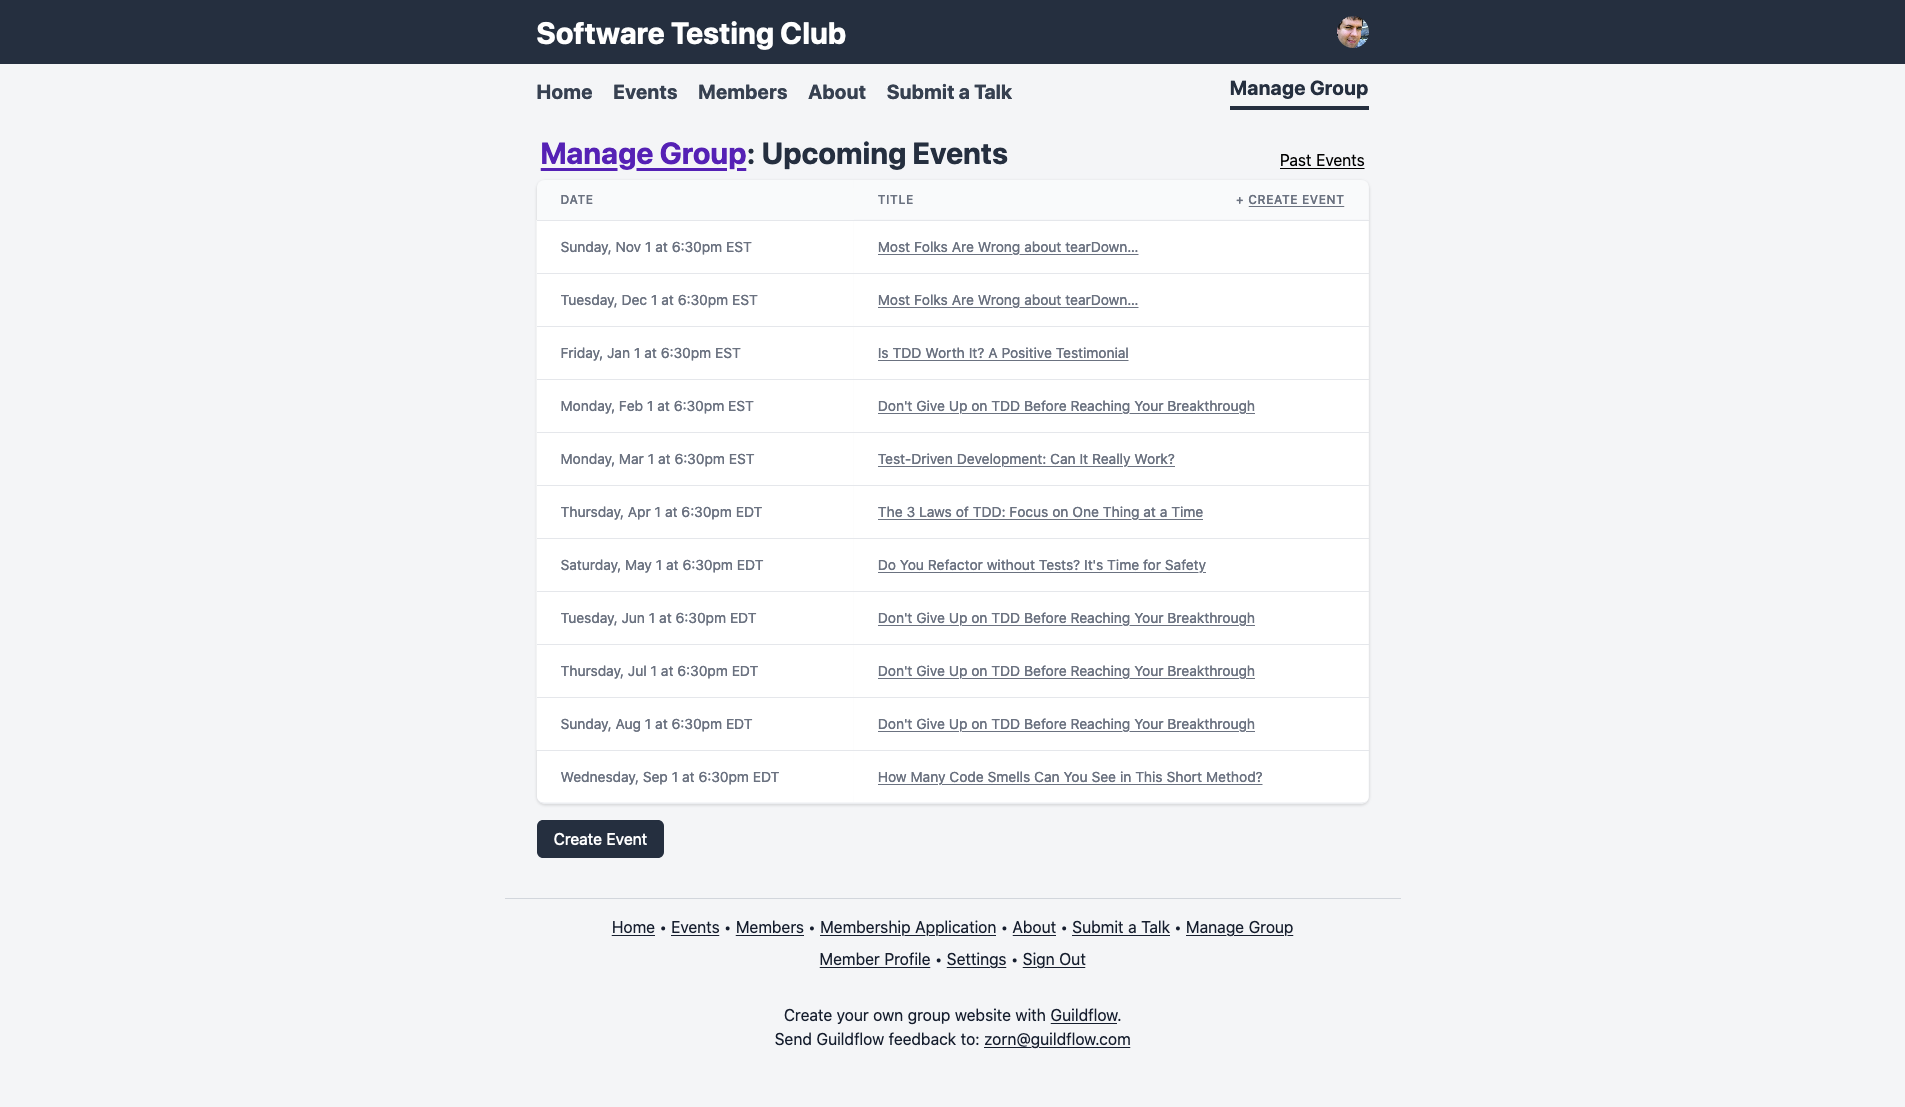 Software Testing Club
Home Events Members About Submit a Talk Manage Group
Manage Group: Upcoming Events Past Events
DATE TITLE + CREATE EVENT
Sunday, Nov 1 at 6:30pm EST Most Folks Are Wrong about tearDown...
Tuesday, Dec 1 at 6:30pm EST Most Folks Are Wrong about tearDown...
Friday, Jan 1 at 6:30pm EST Is TDD Worth It? A Positive Testimonial
Monday, Feb 1 at 6:30pm EST Don't Give Up on TDD Before Reaching Your Breakthrough
Monday, Mar 1 at 6:30pm EST Test-Driven Development: Can It Really Work?
Thursday, Apr 1 at 6:30pm EDT The 3 Laws of TDD: Focus on One Thing at a Time
Saturday, May 1 at 6:30pm EDT Do You Refactor without Tests? It's Time for Safety
Tuesday, Jun 1 at 6:30pm EDT Don't Give Up on TDD Before Reaching Your Breakthrough
Thursday, Jul 1 at 6:30pm EDT Don't Give Up on TDD Before Reaching Your Breakthrough
Sunday, Aug 1 at 6:30pm EDT Don't Give Up on TDD Before Reaching Your Breakthrough
Wednesday, Sep 1 at 6:30pm EDT How Many Code Smells Can You See in This Short Method?
Create Event
Home • Events • Members • Membership Application • About • Submit a Talk • Manage Group
Member Profile • Settings • Sign Out
Create your own group website with Guildflow.
Send Guildflow feedback to: zorn@guildflow.com